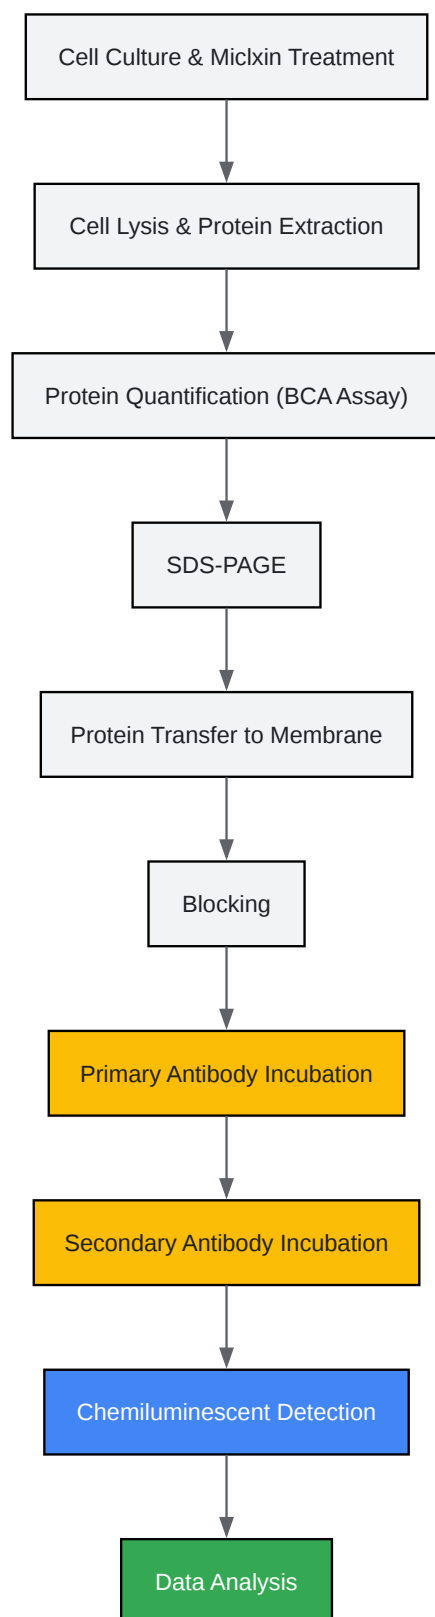 Cell Culture & Miclxin Treatment
Cell Lysis & Protein Extraction
Protein Quantification (BCA Assay)
SDS-PAGE
Protein Transfer to Membrane
Blocking
Primary Antibody Incubation
Secondary Antibody Incubation
Chemiluminescent Detection
Data Analysis